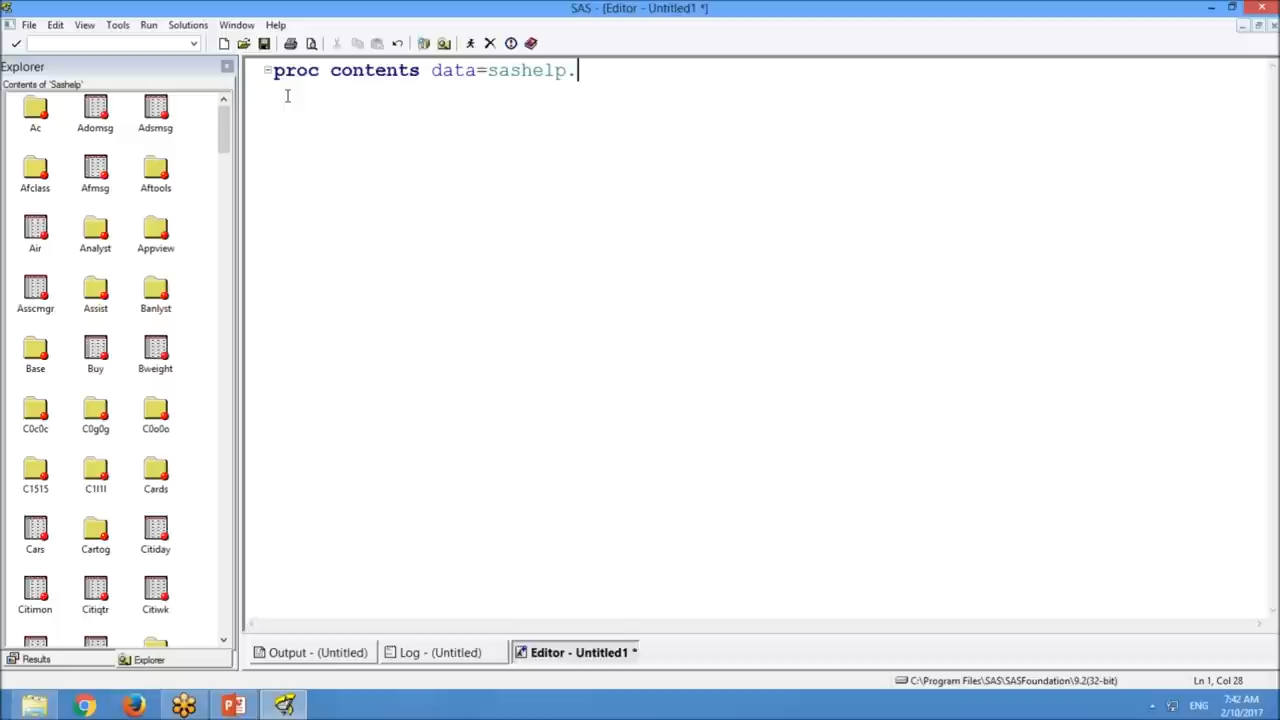 SAS - [Editor - Untitled1 *]
File Edit View Tools Run Solutions Window Help
Explorer
Contents of 'Sashelp'
proc contents data=sashelp.
Ac Adomsg Adsmsg
Afclass Afmsg Aftools
Air Analyst Appview
Asscmgr Assist Banlyst
Base Buy Bweight
C0c0c C0g0g C0o0o
C1515 C1l1l Cards
Cars Cartog Citiday
Citimon Citiqtr Citiwk
Results Explorer
Output - (Untitled) Log - (Untitled) Editor - Untitled1 *
C:\Program Files\SAS\SASFoundation\9.2(32-bit) Ln 1, Col 28
ENG 7:42 AM
2/10/2017